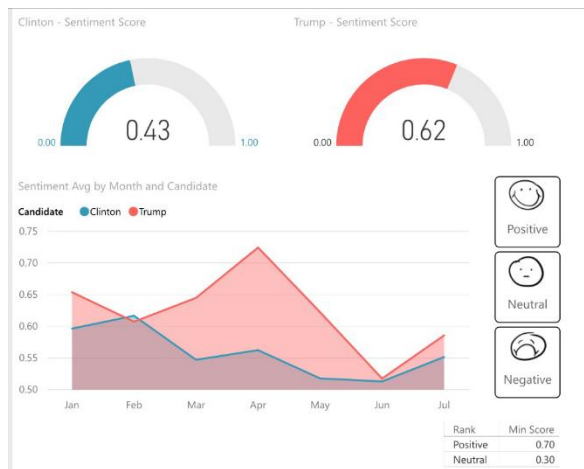 Clinton - Sentiment Score
Trump - Sentiment Score
0.43
0.00
1.00
0.62
0.00
1.00
Sentiment Avg by Month and Candidate
Candidate Clinton Trump
0.75
0.70
0.65
0.60
0.55
0.50
Jan Feb Mar Apr May Jun Jul
Positive
Neutral
Negative
Rank Min Score
Positive 0.70
Neutral 0.30